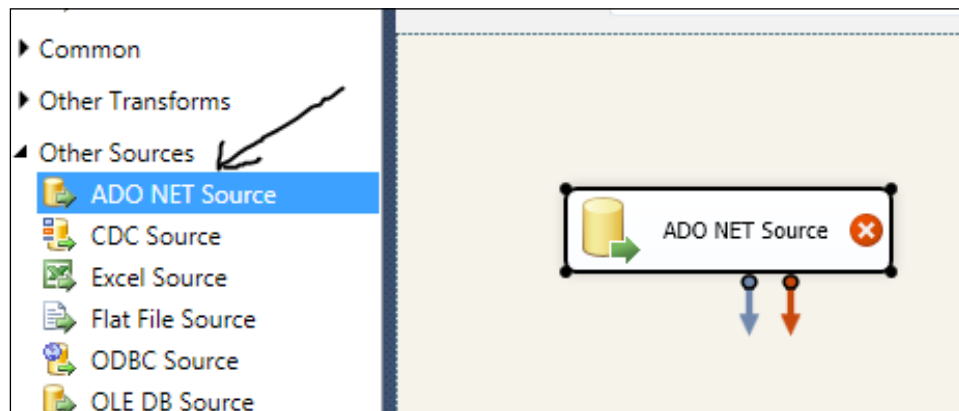 Common
Other Transforms
Other Sources
ADO NET Source
CDC Source
Excel Source
Flat File Source
ODBC Source
OLE DB Source
ADO NET Source